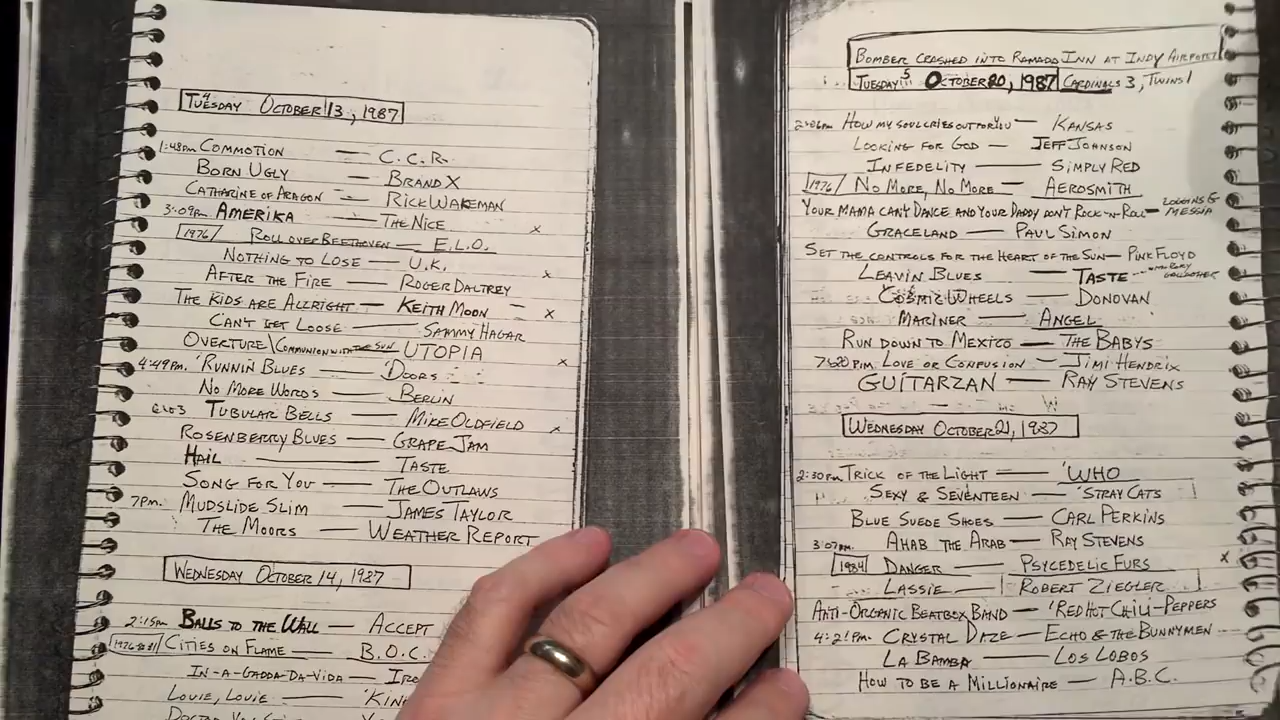 TUESDAY OCTOBER 13, 1987
1:48PM COMMOTION — C.C.R.
BORN UGLY — BRAND X
CATHARINE OF ARAGON — RICK WAKEMAN
3:09PM AMERIKA — THE NICE x
1976/ ROLL OVER BEETHOVEN — E.L.O.
NOTHING TO LOSE — U.K. x
AFTER THE FIRE — ROGER DALTREY
THE KIDS ARE ALLRIGHT — KEITH MOON — x
CAN'T GET LOOSE — SAMMY HAGAR
OVERTURE\COMMUNION WITH THE SUN — UTOPIA x
4:49PM. RUNNIN BLUES — DOORS
NO MORE WORDS — BERLIN
6:03 TUBULAR BELLS — MIKE OLDFIELD x
ROSENBERRY BLUES — GRAPE JAM
HAIL — TASTE
SONG FOR YOU — THE OUTLAWS
7PM. MUDSLIDE SLIM — JAMES TAYLOR
THE MOORS — WEATHER REPORT
WEDNESDAY OCTOBER 14, 1987
2:15PM BALLS TO THE WALL — ACCEPT
CITIES ON FLAME — B.O.C.
IN-A-GADDA-DA-VIDA — IRO
LOUIE, LOUIE — 'KIN
BOMBER CRASHED INTO RAMADA INN AT INDY AIRPORT
TUESDAY OCTOBER 20, 1987 CARDINALS 3, TWINS 1
2:06PM HOW MY SOUL CRIES OUT FOR YOU — KANSAS
LOOKING FOR GOD — JEFF JOHNSON
INFEDELITY — SIMPLY RED
1976/ NO MORE, NO MORE — AEROSMITH
YOUR MAMA CAN'T DANCE AND YOUR DADDY DON'T ROCK-N-ROLL — LOGGINS & MESSIA
GRACELAND — PAUL SIMON
SET THE CONTROLS FOR THE HEART OF THE SUN — PINK FLOYD
LEAVIN BLUES — TASTE RORY GALLAGHER
COSMIC WHEELS — DONOVAN
MARINER — ANGEL
RUN DOWN TO MEXICO — THE BABYS
7:20 PM. LOVE OR CONFUSION — JIMI HENDRIX
GUITARZAN — RAY STEVENS
WEDNESDAY OCTOBER 21, 1987
2:30PM TRICK OF THE LIGHT — 'WHO
SEXY & SEVENTEEN — 'STRAY CATS
BLUE SUEDE SHOES — CARL PERKINS
3:07PM. AHAB THE ARAB — RAY STEVENS
1984/ DANGER — PSYCEDELIC FURS x
LASSIE — ROBERT ZIEGLER
ANTI-ORGANIC BEATBOX BAND — 'RED HOT CHILI-PEPPERS
4:21PM. CRYSTAL DAZE — ECHO & THE BUNNYMEN
LA BAMBA — LOS LOBOS
HOW TO BE A MILLIONAIRE — A.B.C.